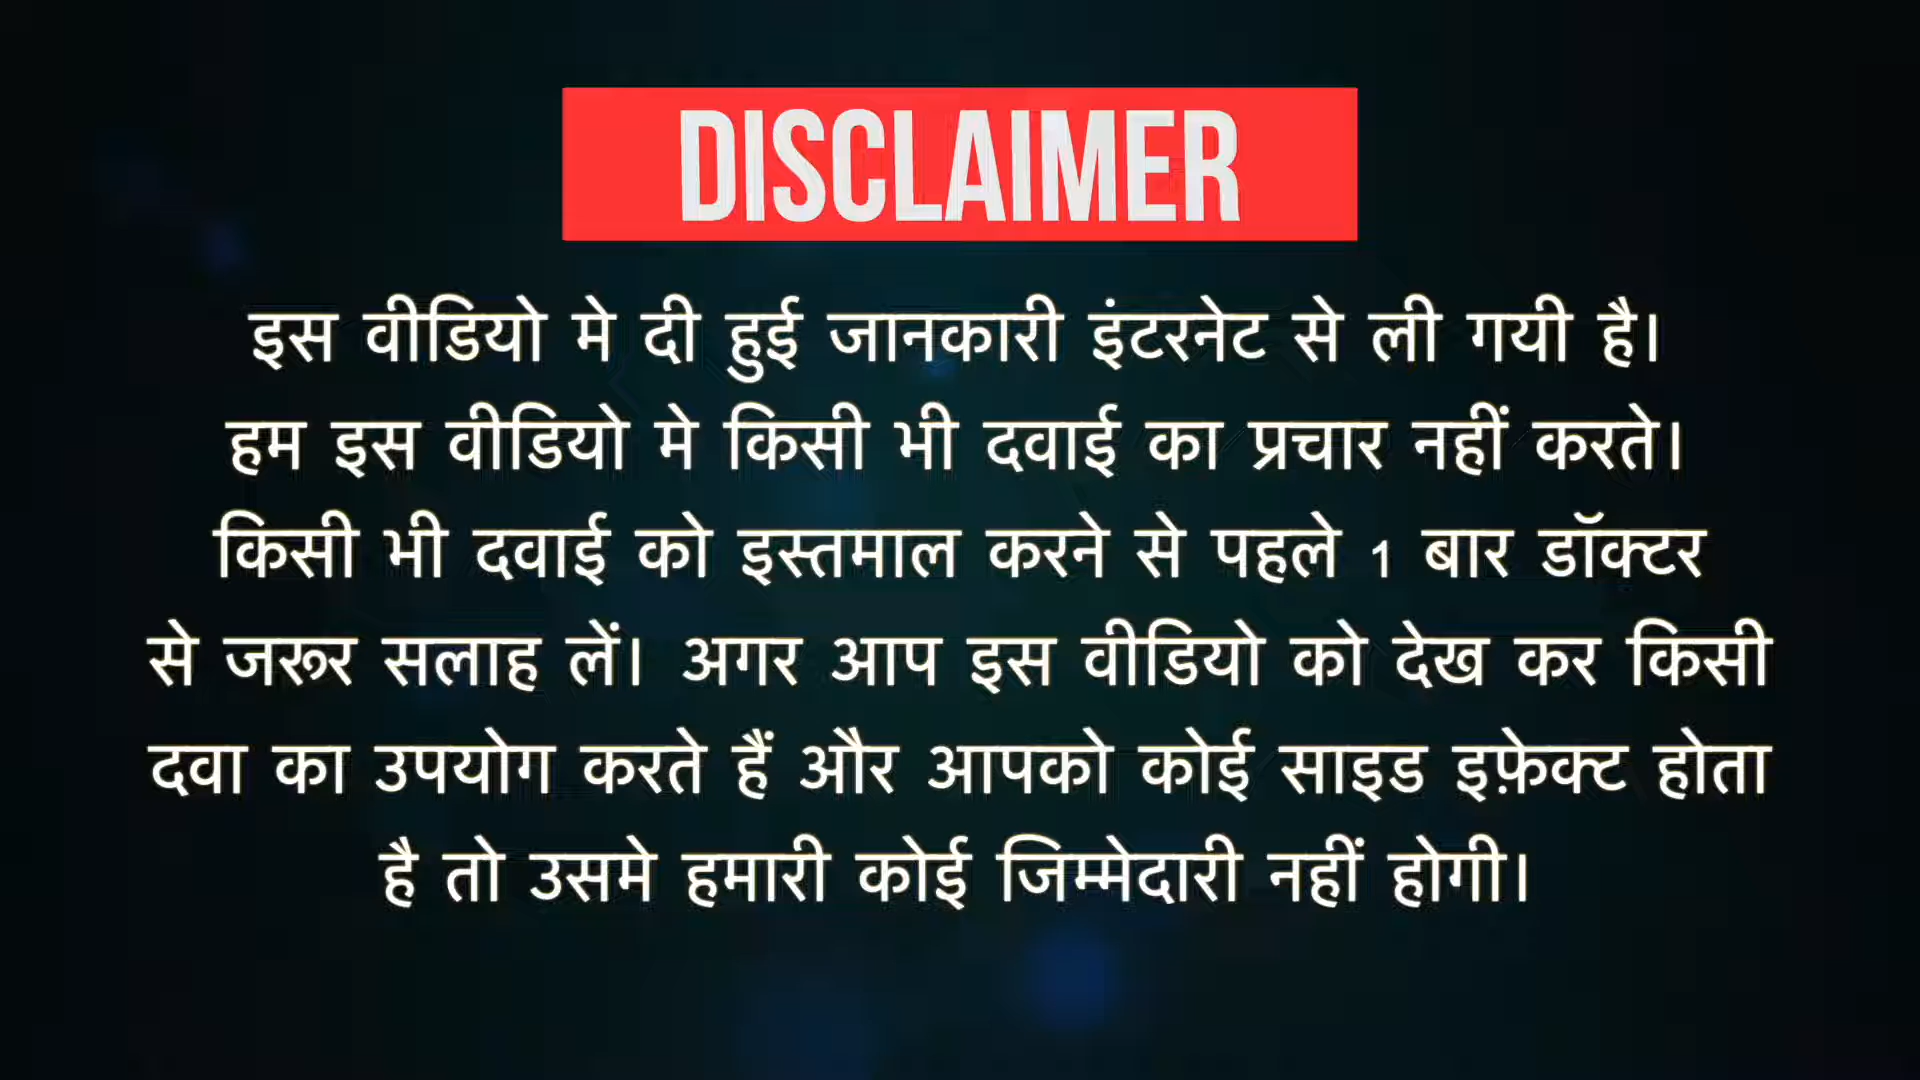 DISCLAIMER
इस वीडियो मे दी हुई जानकारी इंटरनेट से ली गयी है।
हम इस वीडियो मे किसी भी दवाई का प्रचार नहीं करते।
किसी भी दवाई को इस्तमाल करने से पहले 1 बार डॉक्टर
से जरूर सलाह लें। अगर आप इस वीडियो को देख कर किसी
दवा का उपयोग करते हैं और आपको कोई साइड इफ़ेक्ट होता
है तो उसमे हमारी कोई जिम्मेदारी नहीं होगी।